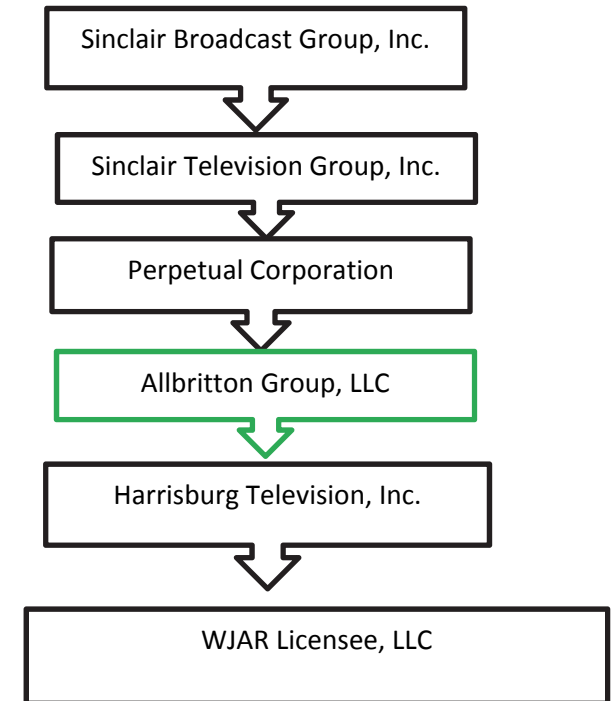 Sinclair Broadcast Group, Inc.
Sinclair Television Group, Inc.
Perpetual Corporation
Allbritton Group, LLC
Harrisburg Television, Inc.
WJAR Licensee, LLC